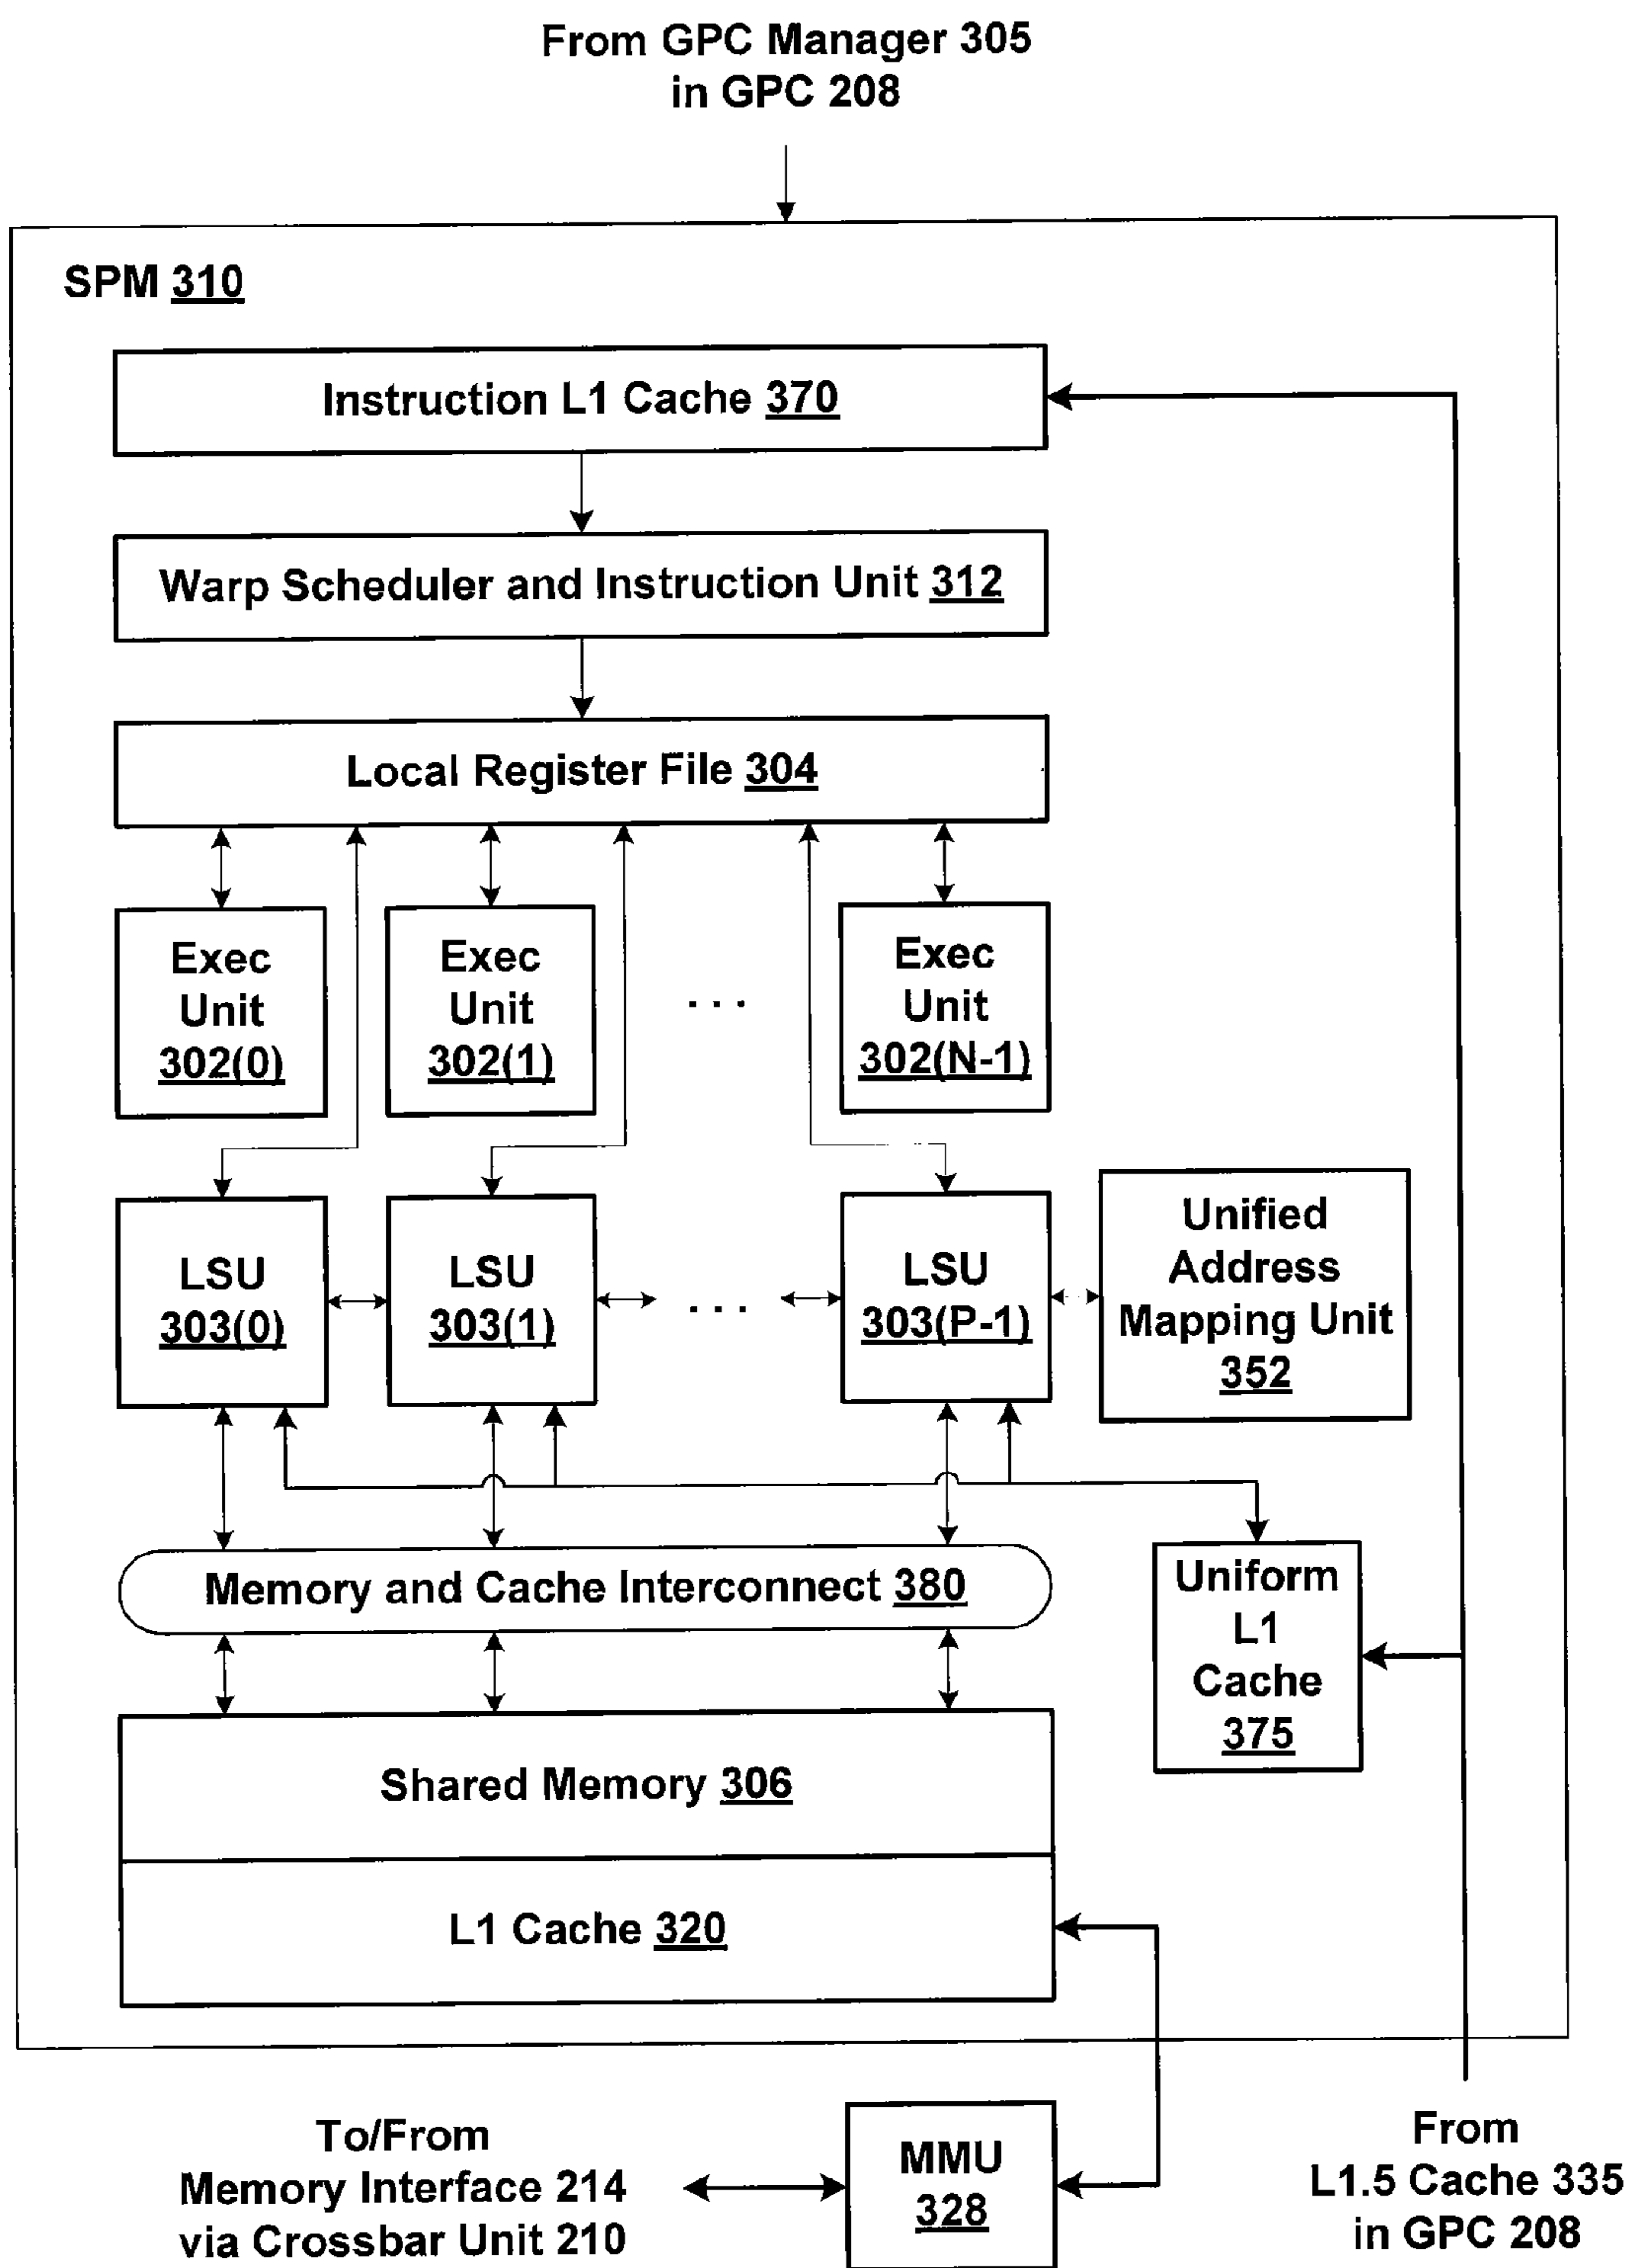 From GPC Manager 305
in GPC 208
SPM 310
Instruction L1 Cache 370
Warp Scheduler and Instruction Unit 312
Local Register File 304
Exec
Unit
302(0)
Exec
Unit
302(1)
. . .
Exec
Unit
302(N-1)
LSU
303(0)
LSU
303(1)
. . .
LSU
303(P-1)
Unified
Address
Mapping Unit
352
Memory and Cache Interconnect 380
Uniform
L1
Cache
375
Shared Memory 306
L1 Cache 320
To/From
Memory Interface 214
via Crossbar Unit 210
MMU
328
From
L1.5 Cache 335
in GPC 208